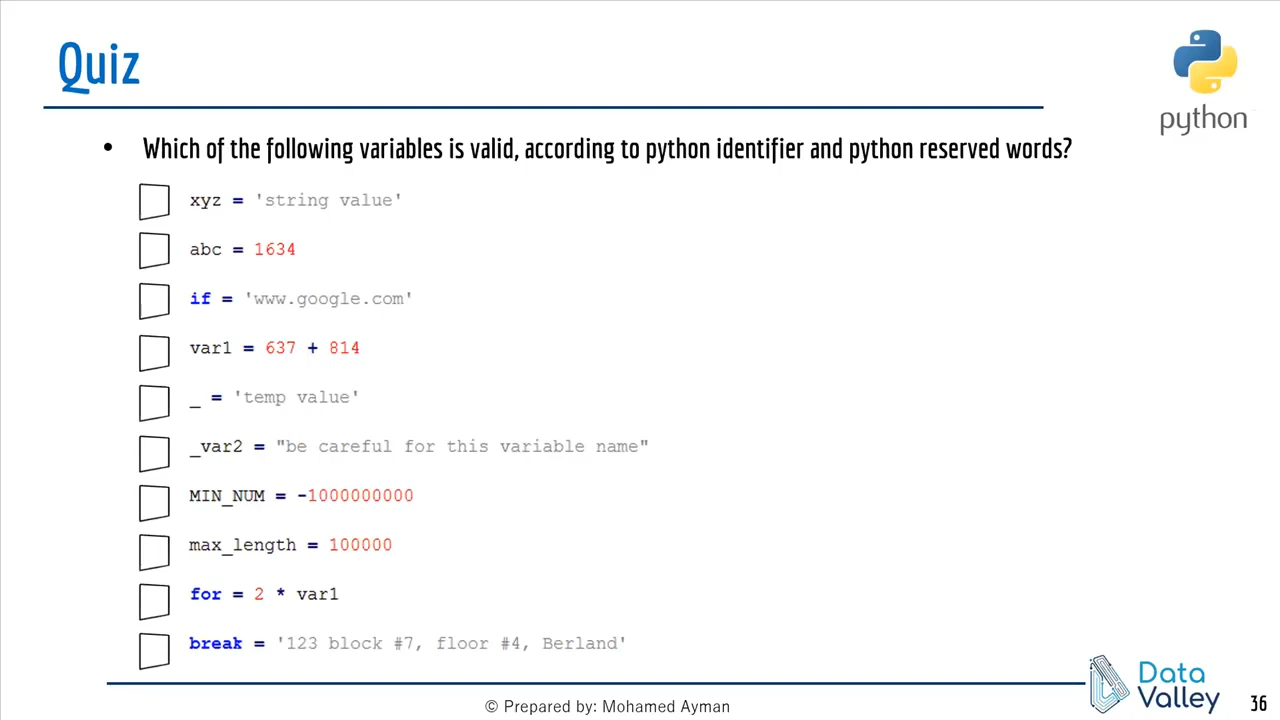 Quiz
python
• Which of the following variables is valid, according to python identifier and python reserved words?
xyz = 'string value'
abc = 1634
if = 'www.google.com'
var1 = 637 + 814
_ = 'temp value'
_var2 = "be careful for this variable name"
MIN_NUM = -1000000000
max_length = 100000
for = 2 * var1
break = '123 block #7, floor #4, Berland'
© Prepared by: Mohamed Ayman
Data
Valley
36